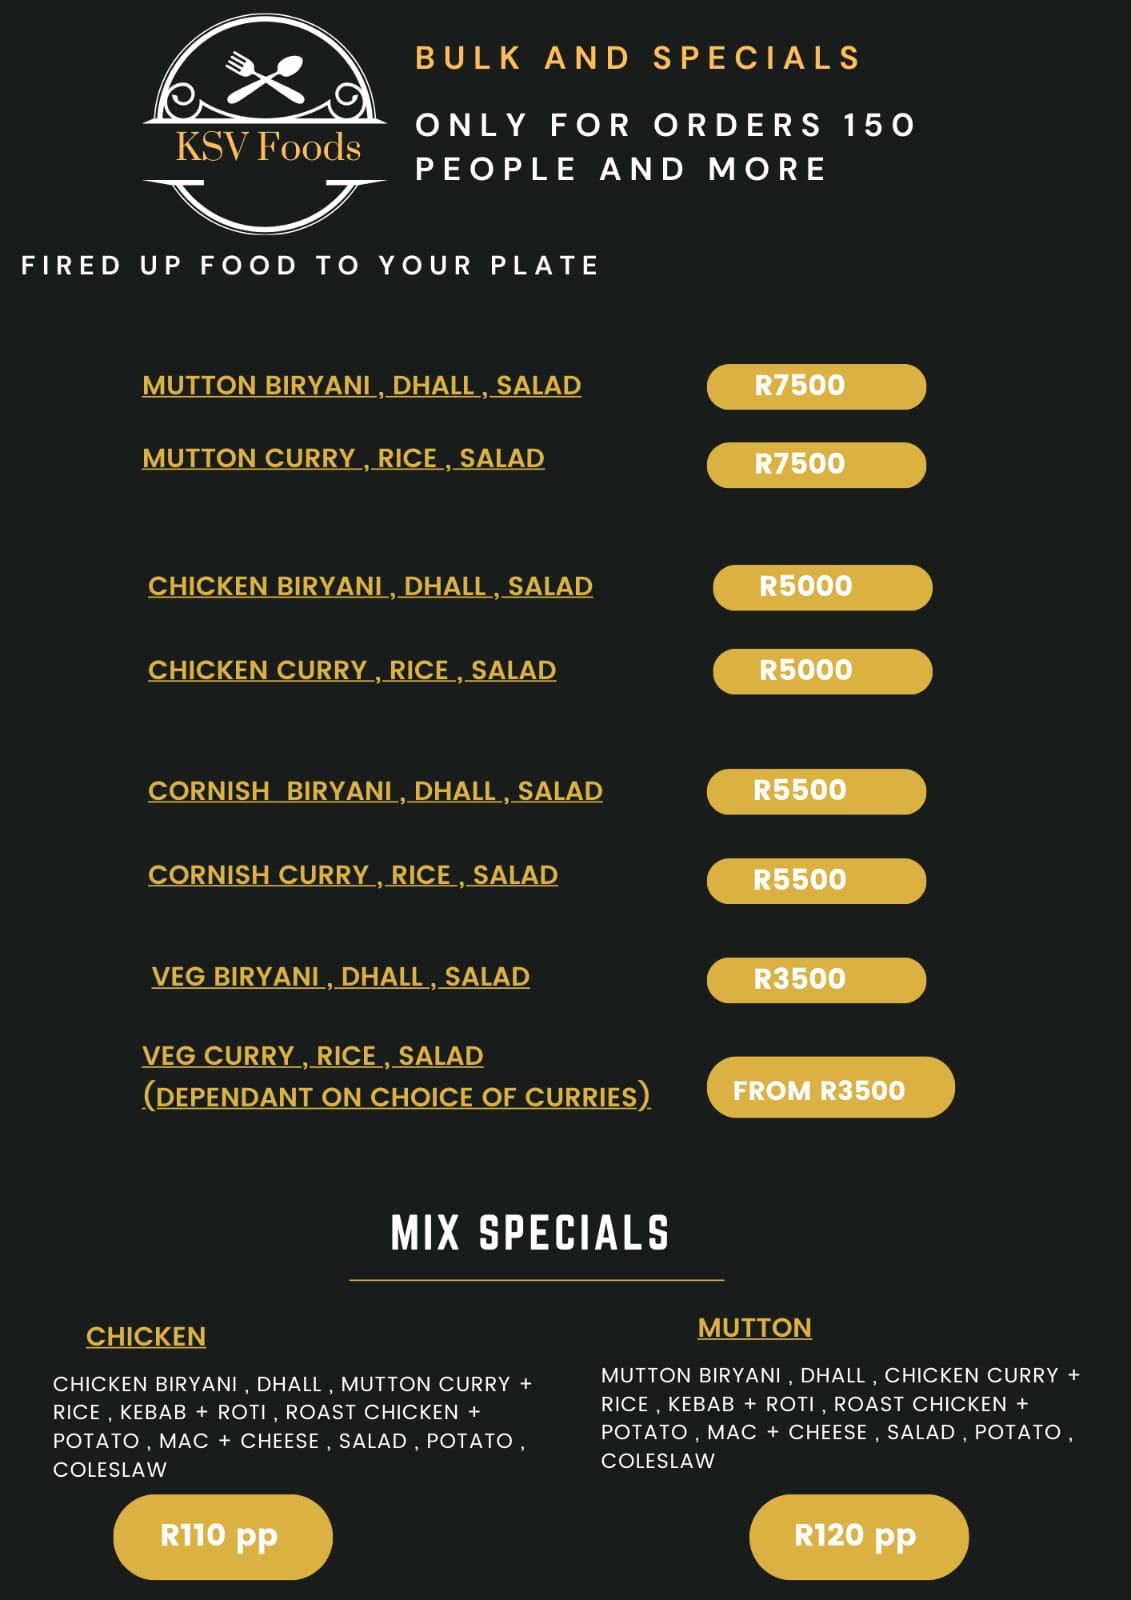 KSV Foods
BULK AND SPECIALS
ONLY FOR ORDERS 150
PEOPLE AND MORE
FIRED UP FOOD TO YOUR PLATE
MUTTON BIRYANI , DHALL , SALAD
R7500
MUTTON CURRY , RICE , SALAD
R7500
CHICKEN BIRYANI , DHALL , SALAD
R5000
CHICKEN CURRY , RICE , SALAD
R5000
CORNISH  BIRYANI , DHALL , SALAD
R5500
CORNISH CURRY , RICE , SALAD
R5500
VEG BIRYANI , DHALL , SALAD
R3500
VEG CURRY , RICE , SALAD
(DEPENDANT ON CHOICE OF CURRIES)
FROM R3500
MIX SPECIALS
CHICKEN
CHICKEN BIRYANI , DHALL , MUTTON CURRY +
RICE , KEBAB + ROTI , ROAST CHICKEN +
POTATO , MAC + CHEESE , SALAD , POTATO ,
COLESLAW
R110 pp
MUTTON
MUTTON BIRYANI , DHALL , CHICKEN CURRY +
RICE , KEBAB + ROTI , ROAST CHICKEN +
POTATO , MAC + CHEESE , SALAD , POTATO ,
COLESLAW
R120 pp